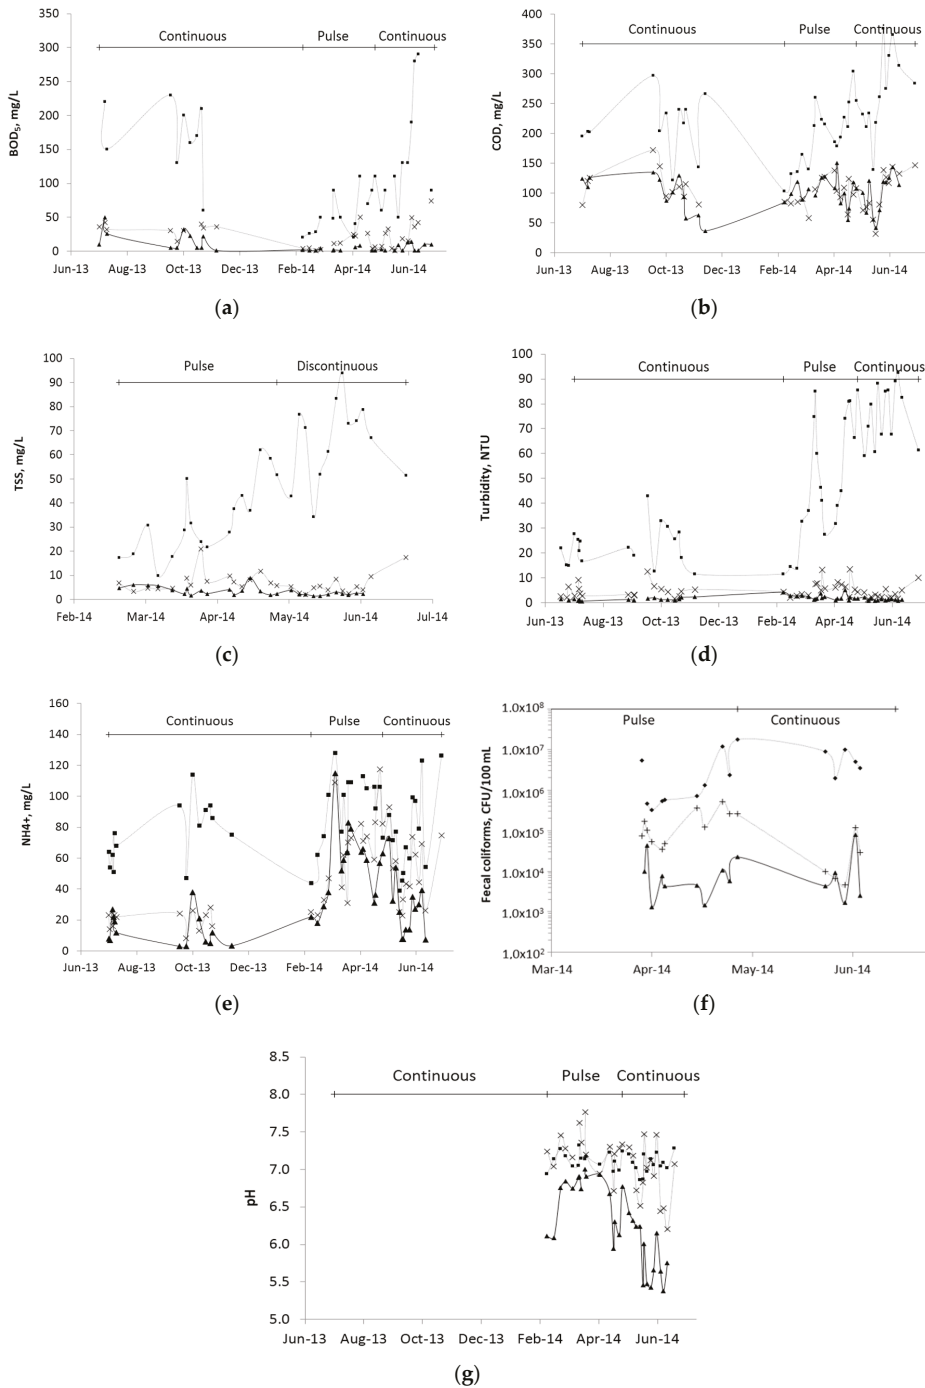 Continuous Pulse Continuous
BOD5, mg/L
350
300
250
200
150
100
50
0
Jun-13 Aug-13 Oct-13 Dec-13 Feb-14 Apr-14 Jun-14
(a)
Continuous Pulse Continuous
COD, mg/L
400
350
300
250
200
150
100
50
0
Jun-13 Aug-13 Oct-13 Dec-13 Feb-14 Apr-14 Jun-14
(b)
Pulse Discontinuous
TSS, mg/L
100
90
80
70
60
50
40
30
20
10
0
Feb-14 Mar-14 Apr-14 May-14 Jun-14 Jul-14
(c)
Continuous Pulse Continuous
Turbidity, NTU
100
90
80
70
60
50
40
30
20
10
0
Jun-13 Aug-13 Oct-13 Dec-13 Feb-14 Apr-14 Jun-14
(d)
Continuous Pulse Continuous
NH4+, mg/L
160
140
120
100
80
60
40
20
0
Jun-13 Aug-13 Oct-13 Dec-13 Feb-14 Apr-14 Jun-14
(e)
Pulse Continuous
Fecal coliforms, CFU/100 mL
1.0x10^8
1.0x10^7
1.0x10^6
1.0x10^5
1.0x10^4
1.0x10^3
1.0x10^2
Mar-14 Apr-14 May-14 Jun-14
(f)
Continuous Pulse Continuous
pH
8.5
8.0
7.5
7.0
6.5
6.0
5.5
5.0
Jun-13 Aug-13 Oct-13 Dec-13 Feb-14 Apr-14 Jun-14
(g)